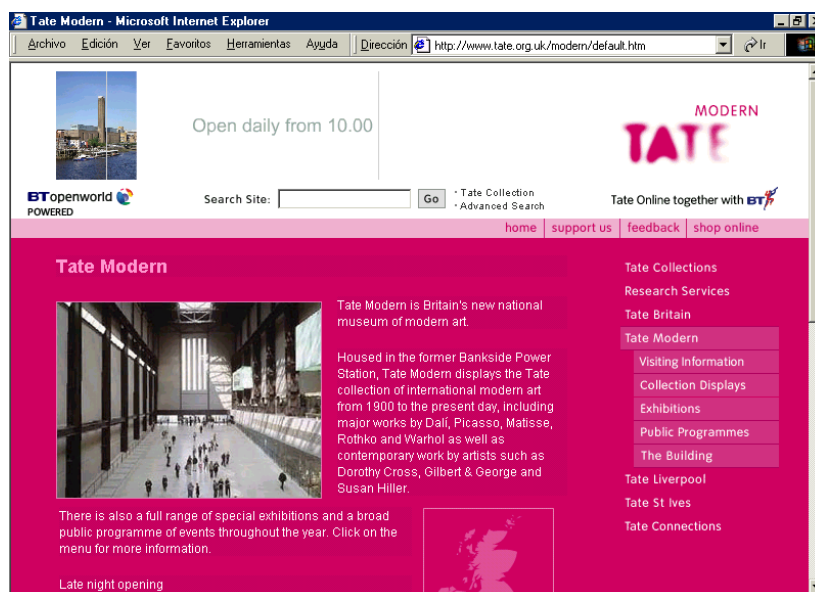 Tate Modern - Microsoft Internet Explorer
Archivo Edición Ver Favoritos Herramientas Ayuda Dirección http://www.tate.org.uk/modern/default.htm Ir
Open daily from 10.00
MODERN
TATE
BTopenworld
POWERED
Search Site: Go
· Tate Collection
· Advanced Search
Tate Online together with BT
home support us feedback shop online
Tate Modern
Tate Modern is Britain's new national
museum of modern art.
Housed in the former Bankside Power
Station, Tate Modern displays the Tate
collection of international modern art
from 1900 to the present day, including
major works by Dalí, Picasso, Matisse,
Rothko and Warhol as well as
contemporary work by artists such as
Dorothy Cross, Gilbert & George and
Susan Hiller.
There is also a full range of special exhibitions and a broad
public programme of events throughout the year. Click on the
menu for more information.
Late night opening
Tate Collections
Research Services
Tate Britain
Tate Modern
Visiting Information
Collection Displays
Exhibitions
Public Programmes
The Building
Tate Liverpool
Tate St Ives
Tate Connections